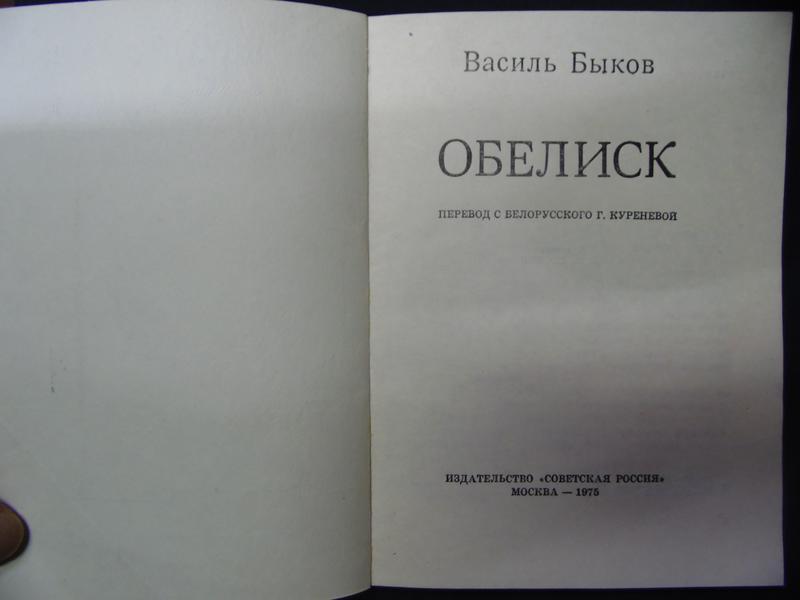 Василь Быков
ОБЕЛИСК
ПЕРЕВОД С БЕЛОРУССКОГО Г. КУРЕНЕВОЙ
ИЗДАТЕЛЬСТВО «СОВЕТСКАЯ РОССИЯ»
МОСКВА — 1975